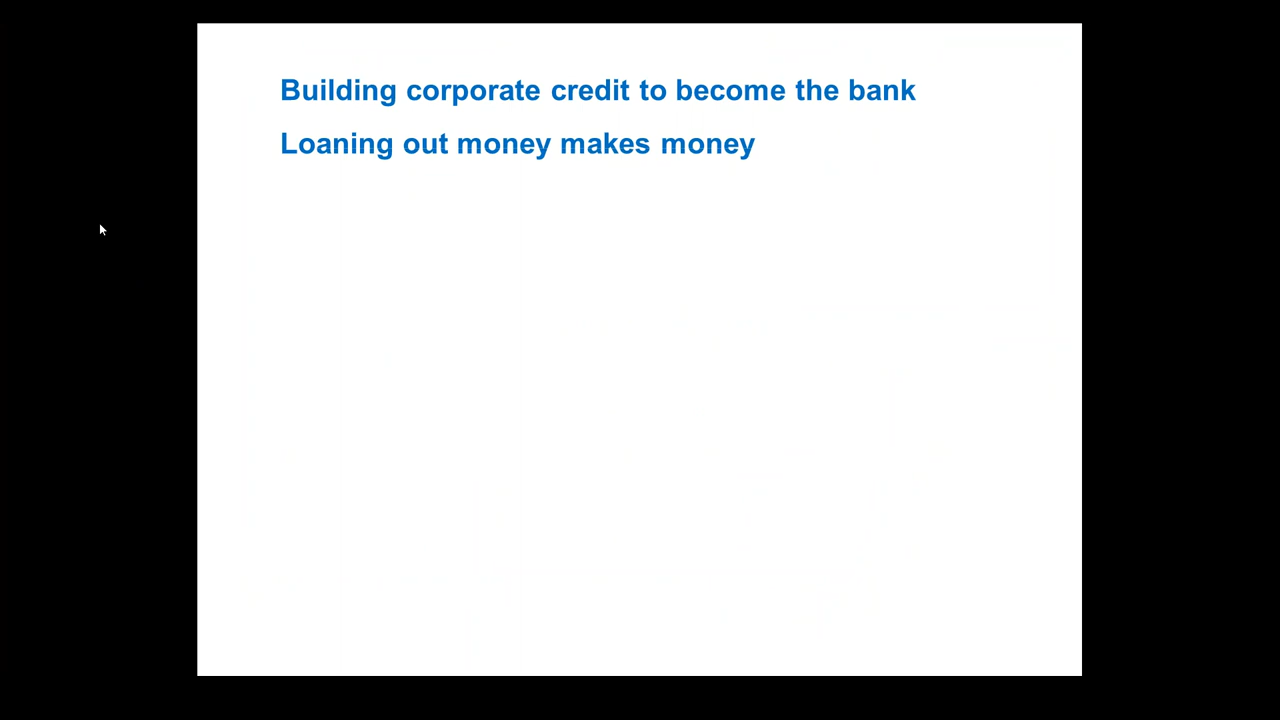 Building corporate credit to become the bank
Loaning out money makes money